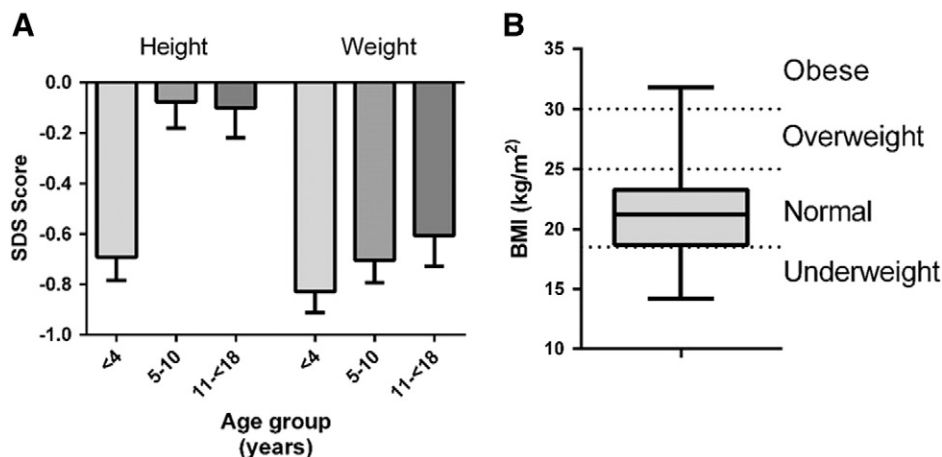 A
Height Weight
0.0
-0.2
-0.4
-0.6
-0.8
-1.0
SDS Score
<4 5-10 11-<18 <4 5-10 11-<18
Age group
(years)
B
35
30
25
20
15
10
BMI (kg/m²)
Obese
Overweight
Normal
Underweight